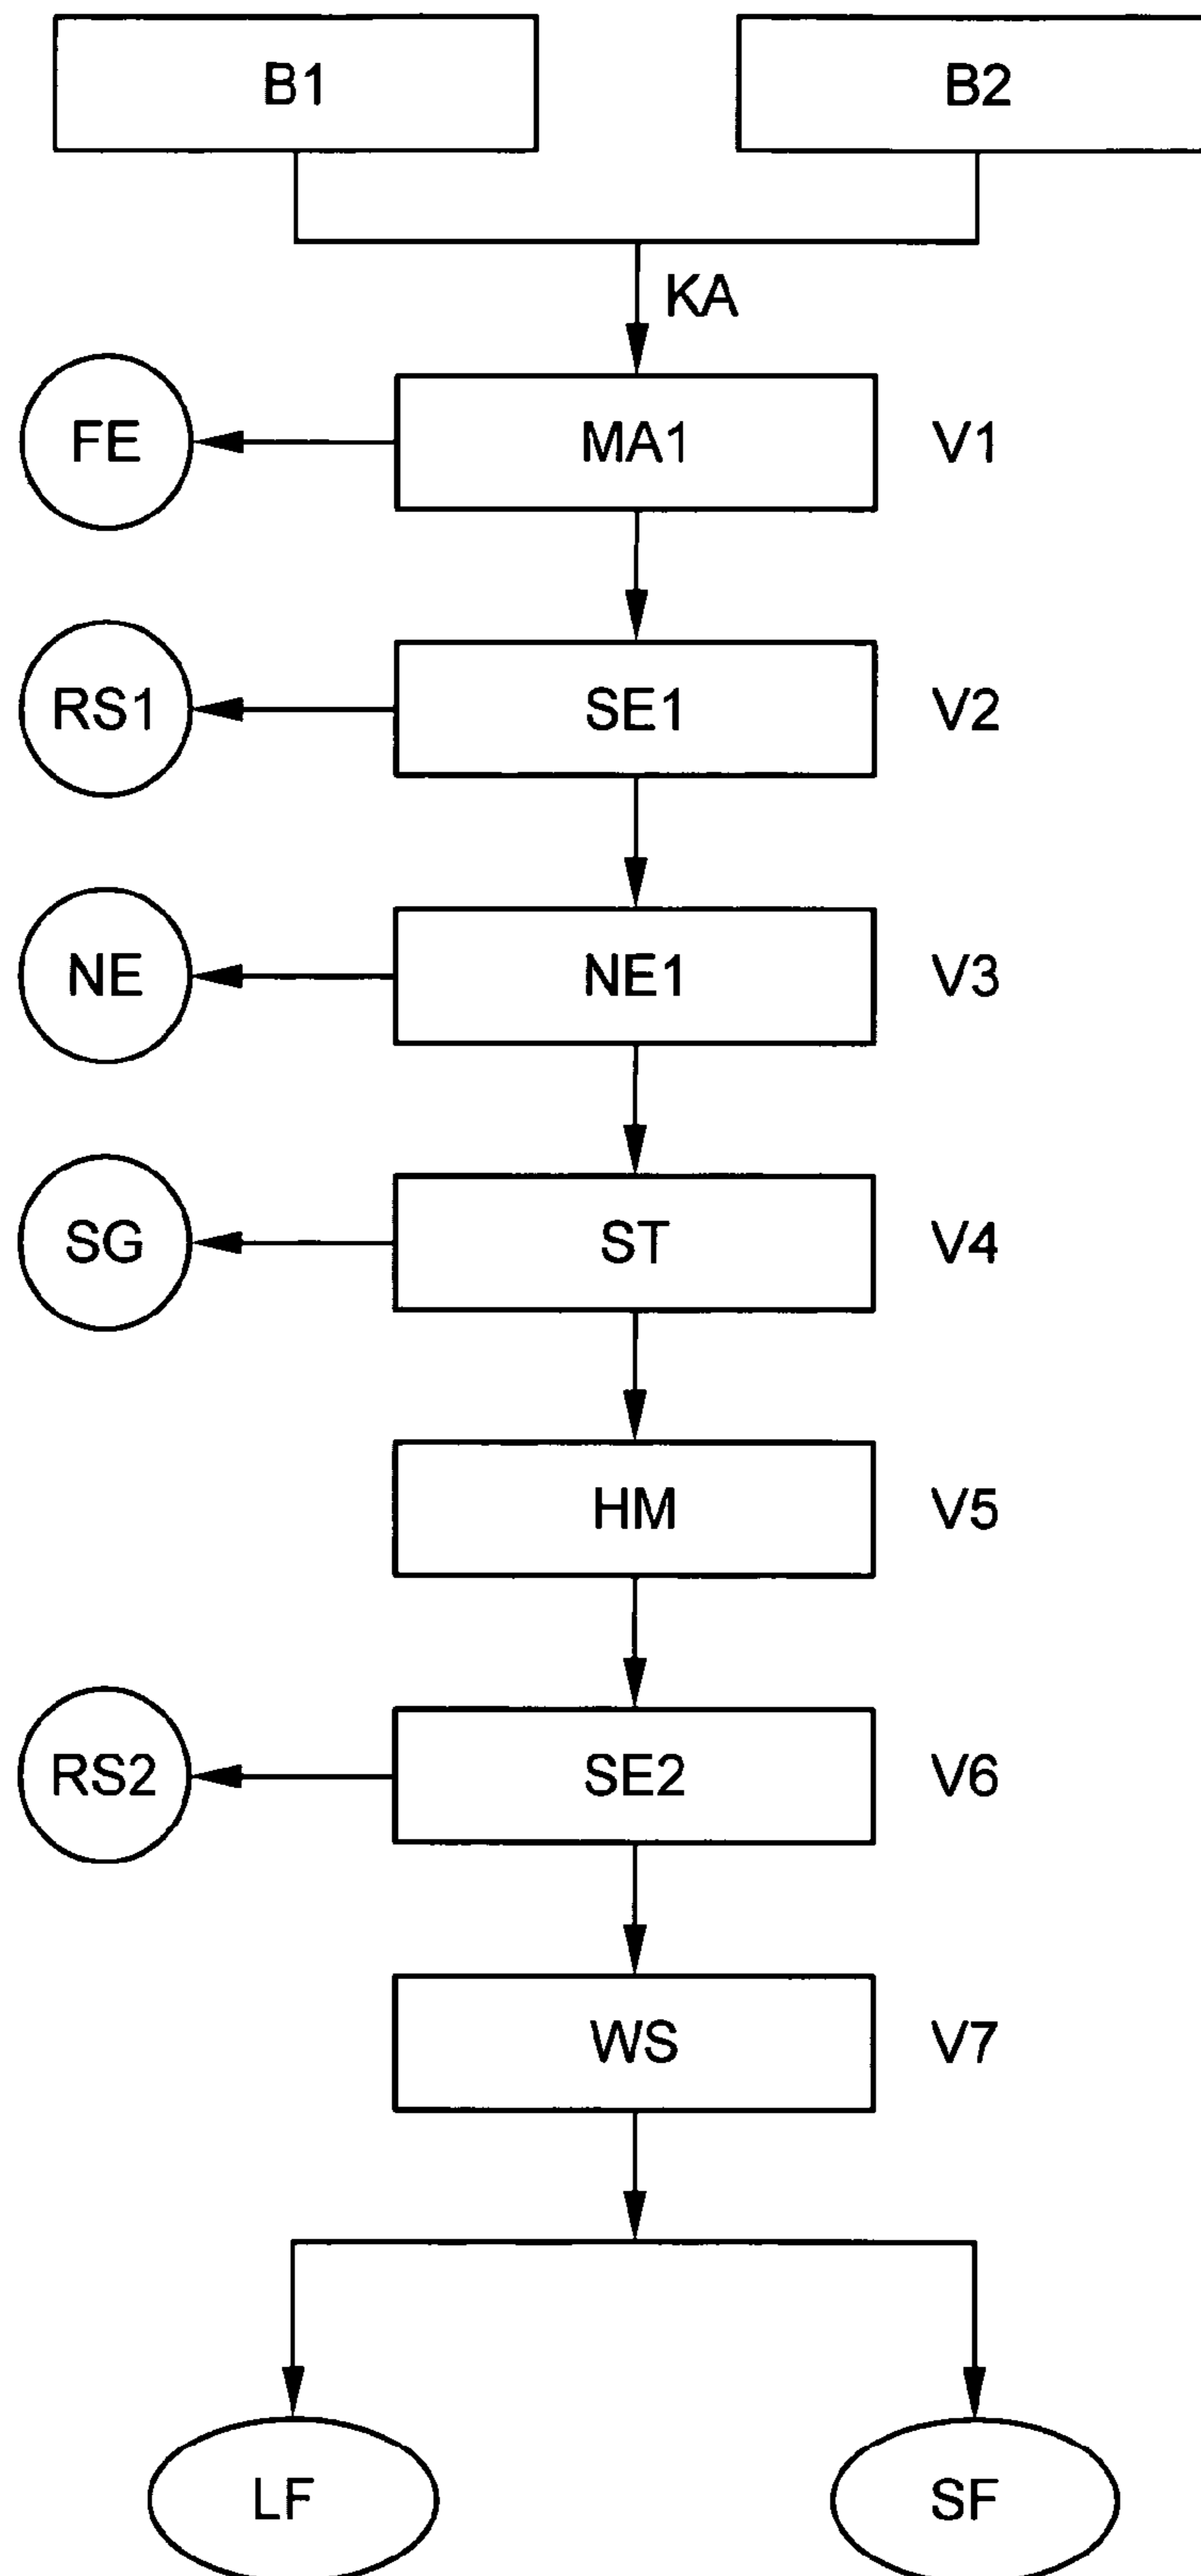 B1 B2
KA
FE MA1 V1
RS1 SE1 V2
NE NE1 V3
SG ST V4
HM V5
RS2 SE2 V6
WS V7
LF SF